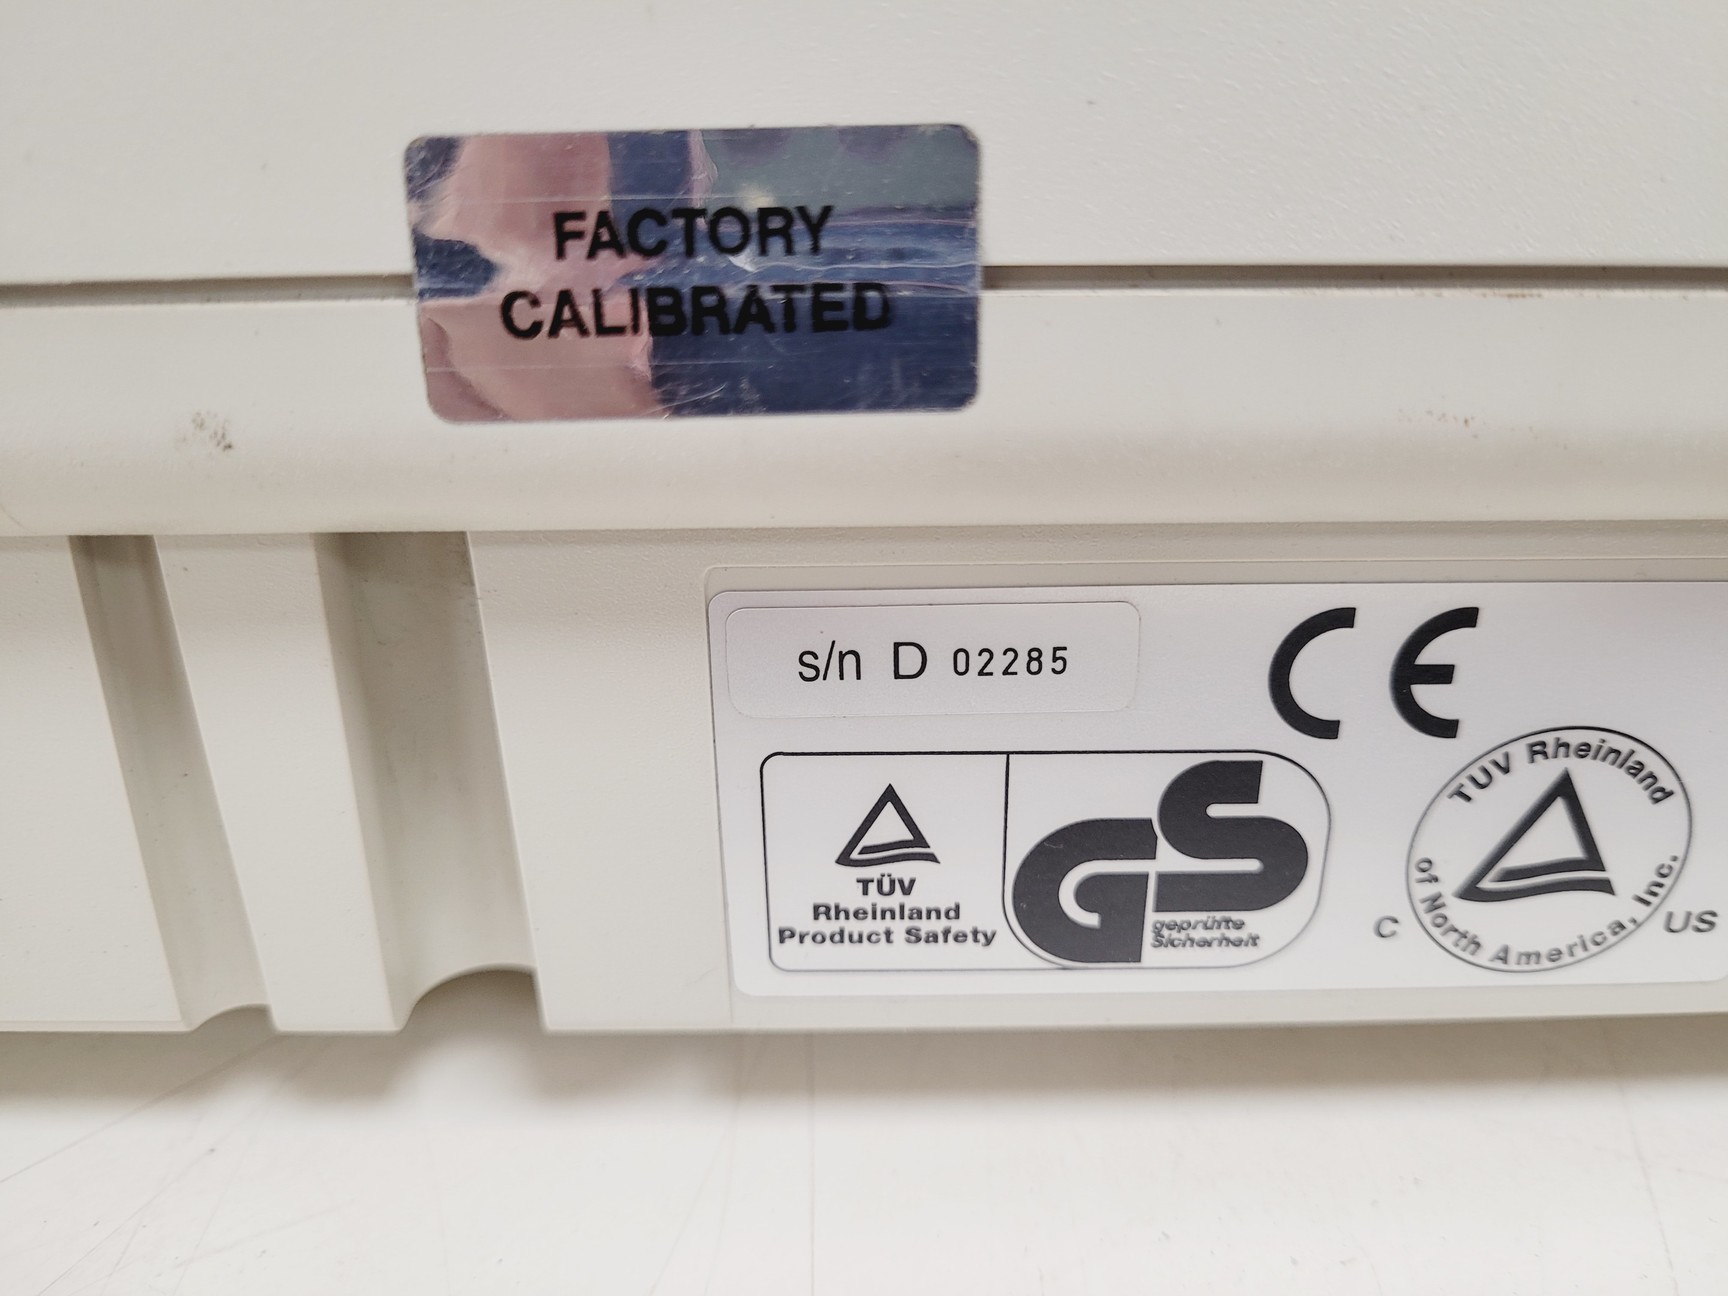 FACTORY
CALIBRATED
s/n D 02285
CE
TÜV
Rheinland
Product Safety
GS
geprüfte
Sicherheit
TUV Rheinland
of North America, Inc.
C US